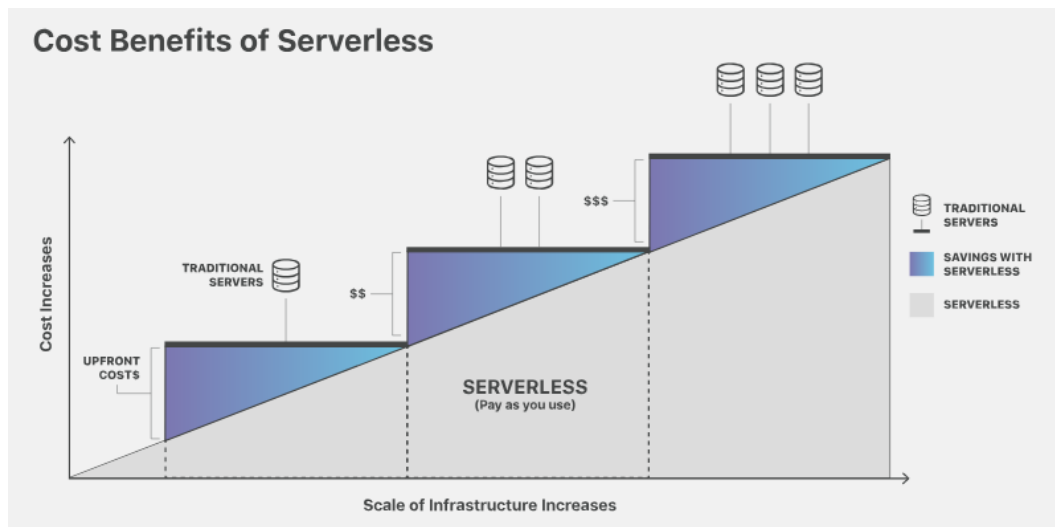 Cost Benefits of Serverless
$$$
TRADITIONAL
SERVERS
SAVINGS WITH
SERVERLESS
SERVERLESS
TRADITIONAL
SERVERS
$$
Cost Increases
UPFRONT
COST$
SERVERLESS
(Pay as you use)
Scale of Infrastructure Increases